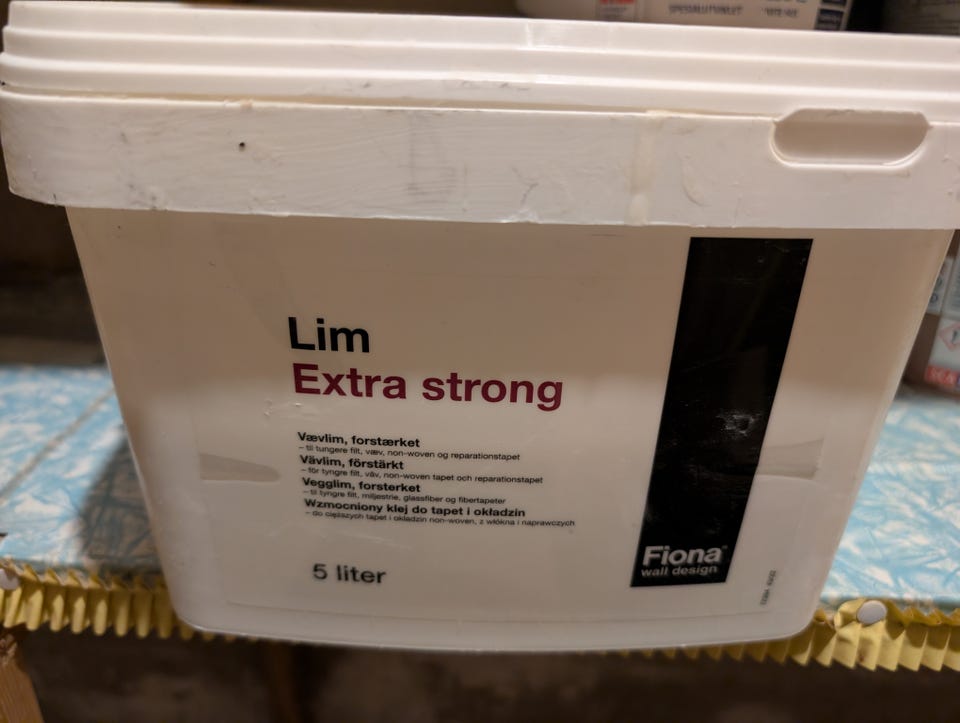 Lim
Extra strong
Vævlim, forstærket
– til tungere filt, væv, non-woven og reparationstapet
Vävlim, förstärkt
– för tyngre filt, väv, non-woven tapet och reparationstapet
Vegglim, forsterket
– til tyngre filt, miljestrie, glassfiber og fibertapeter
Wzmocniony klej do tapet i okładzin
– do cięższych tapet i okładzin non-woven, z włókna i naprawczych
5 liter
Fiona
wall design